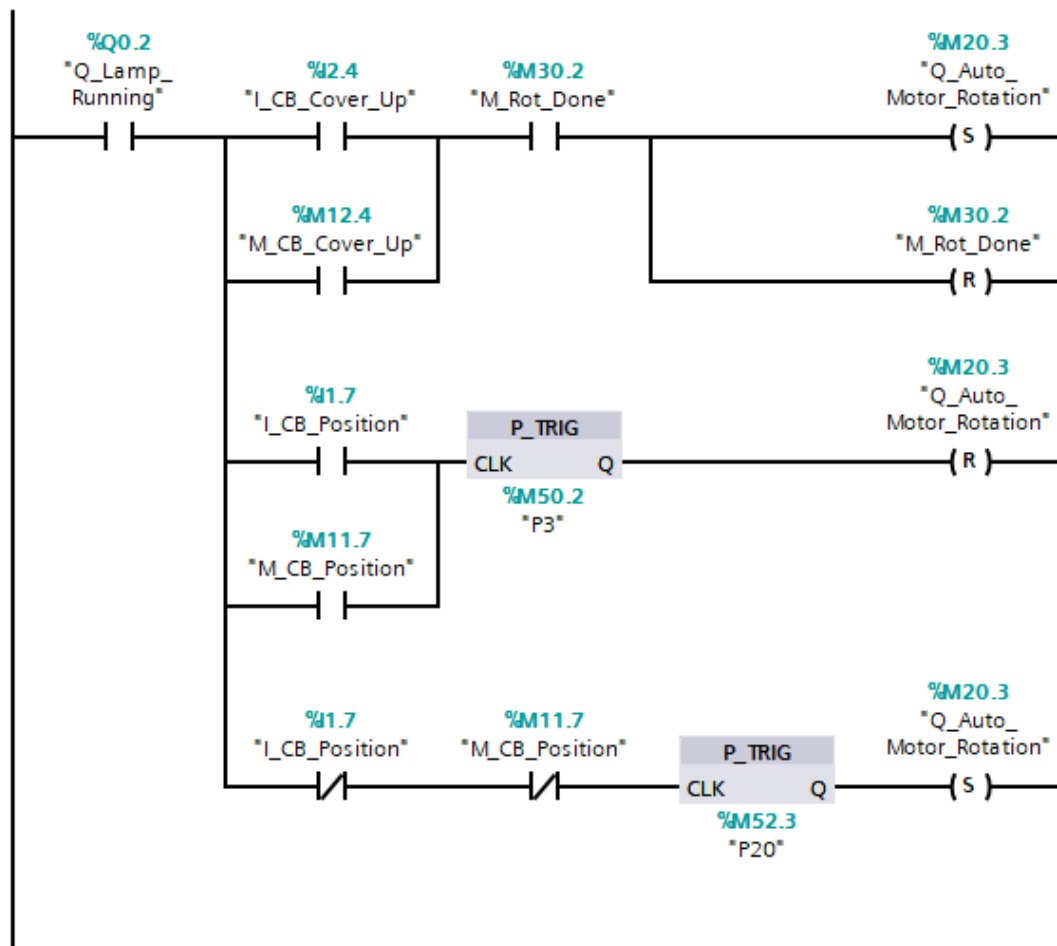 %Q0.2
"Q_Lamp_
Running"
%I2.4
"I_CB_Cover_Up"
%M30.2
"M_Rot_Done"
%M20.3
"Q_Auto_
Motor_Rotation"
S
%M12.4
"M_CB_Cover_Up"
%M30.2
"M_Rot_Done"
R
%I1.7
"I_CB_Position"
P_TRIG
CLK Q
%M50.2
"P3"
%M20.3
"Q_Auto_
Motor_Rotation"
R
%M11.7
"M_CB_Position"
%I1.7
"I_CB_Position"
%M11.7
"M_CB_Position"
P_TRIG
CLK Q
%M52.3
"P20"
%M20.3
"Q_Auto_
Motor_Rotation"
S